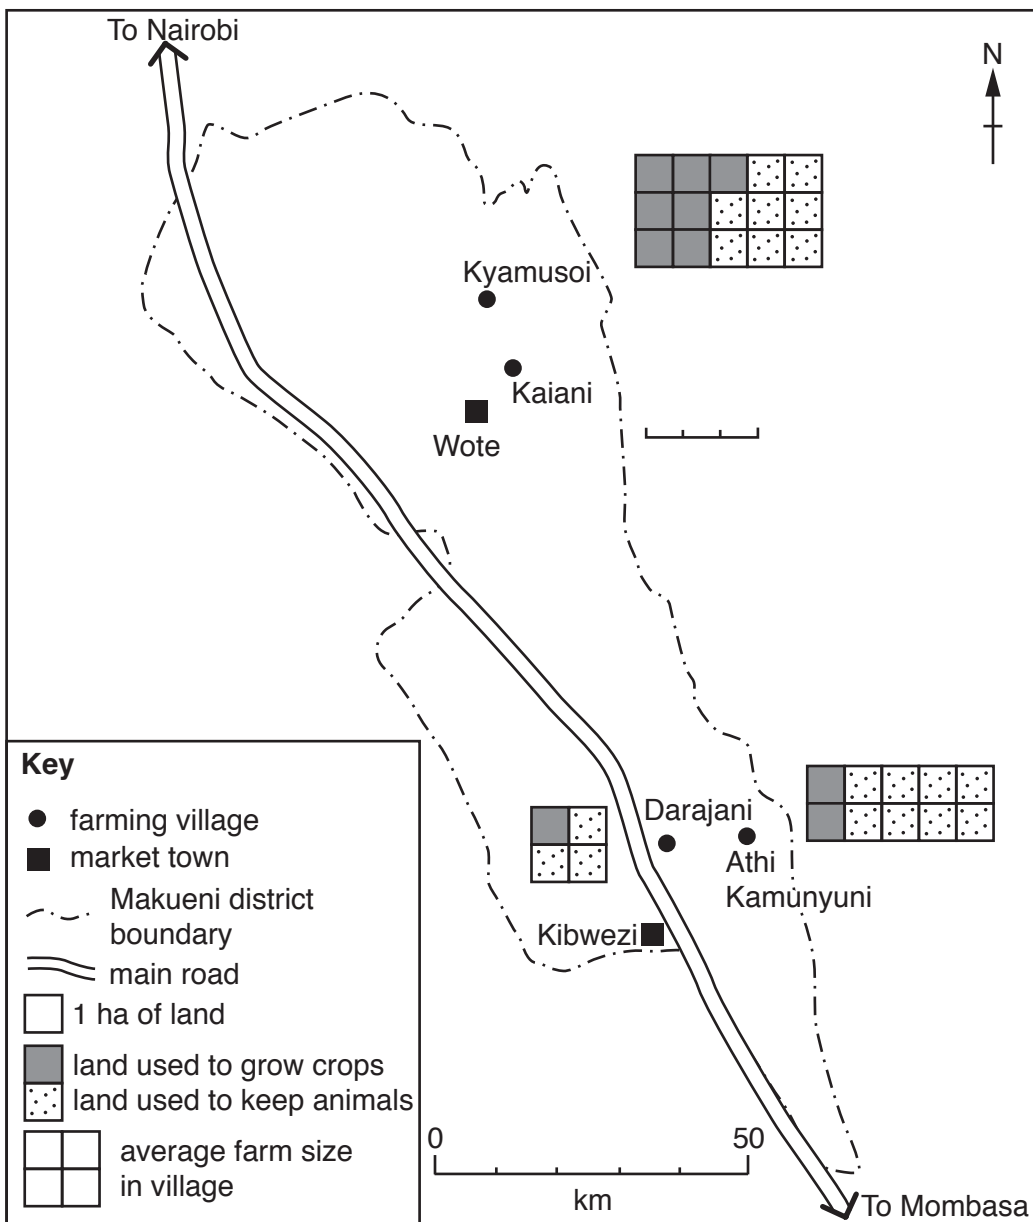 To Nairobi
N
Kyamusoi
Kaiani
Wote
Darajani
Athi
Kamunyuni
Kibwezi
Key
farming village
market town
Makueni district
boundary
main road
1 ha of land
land used to grow crops
land used to keep animals
average farm size
in village
0 50
km
To Mombasa